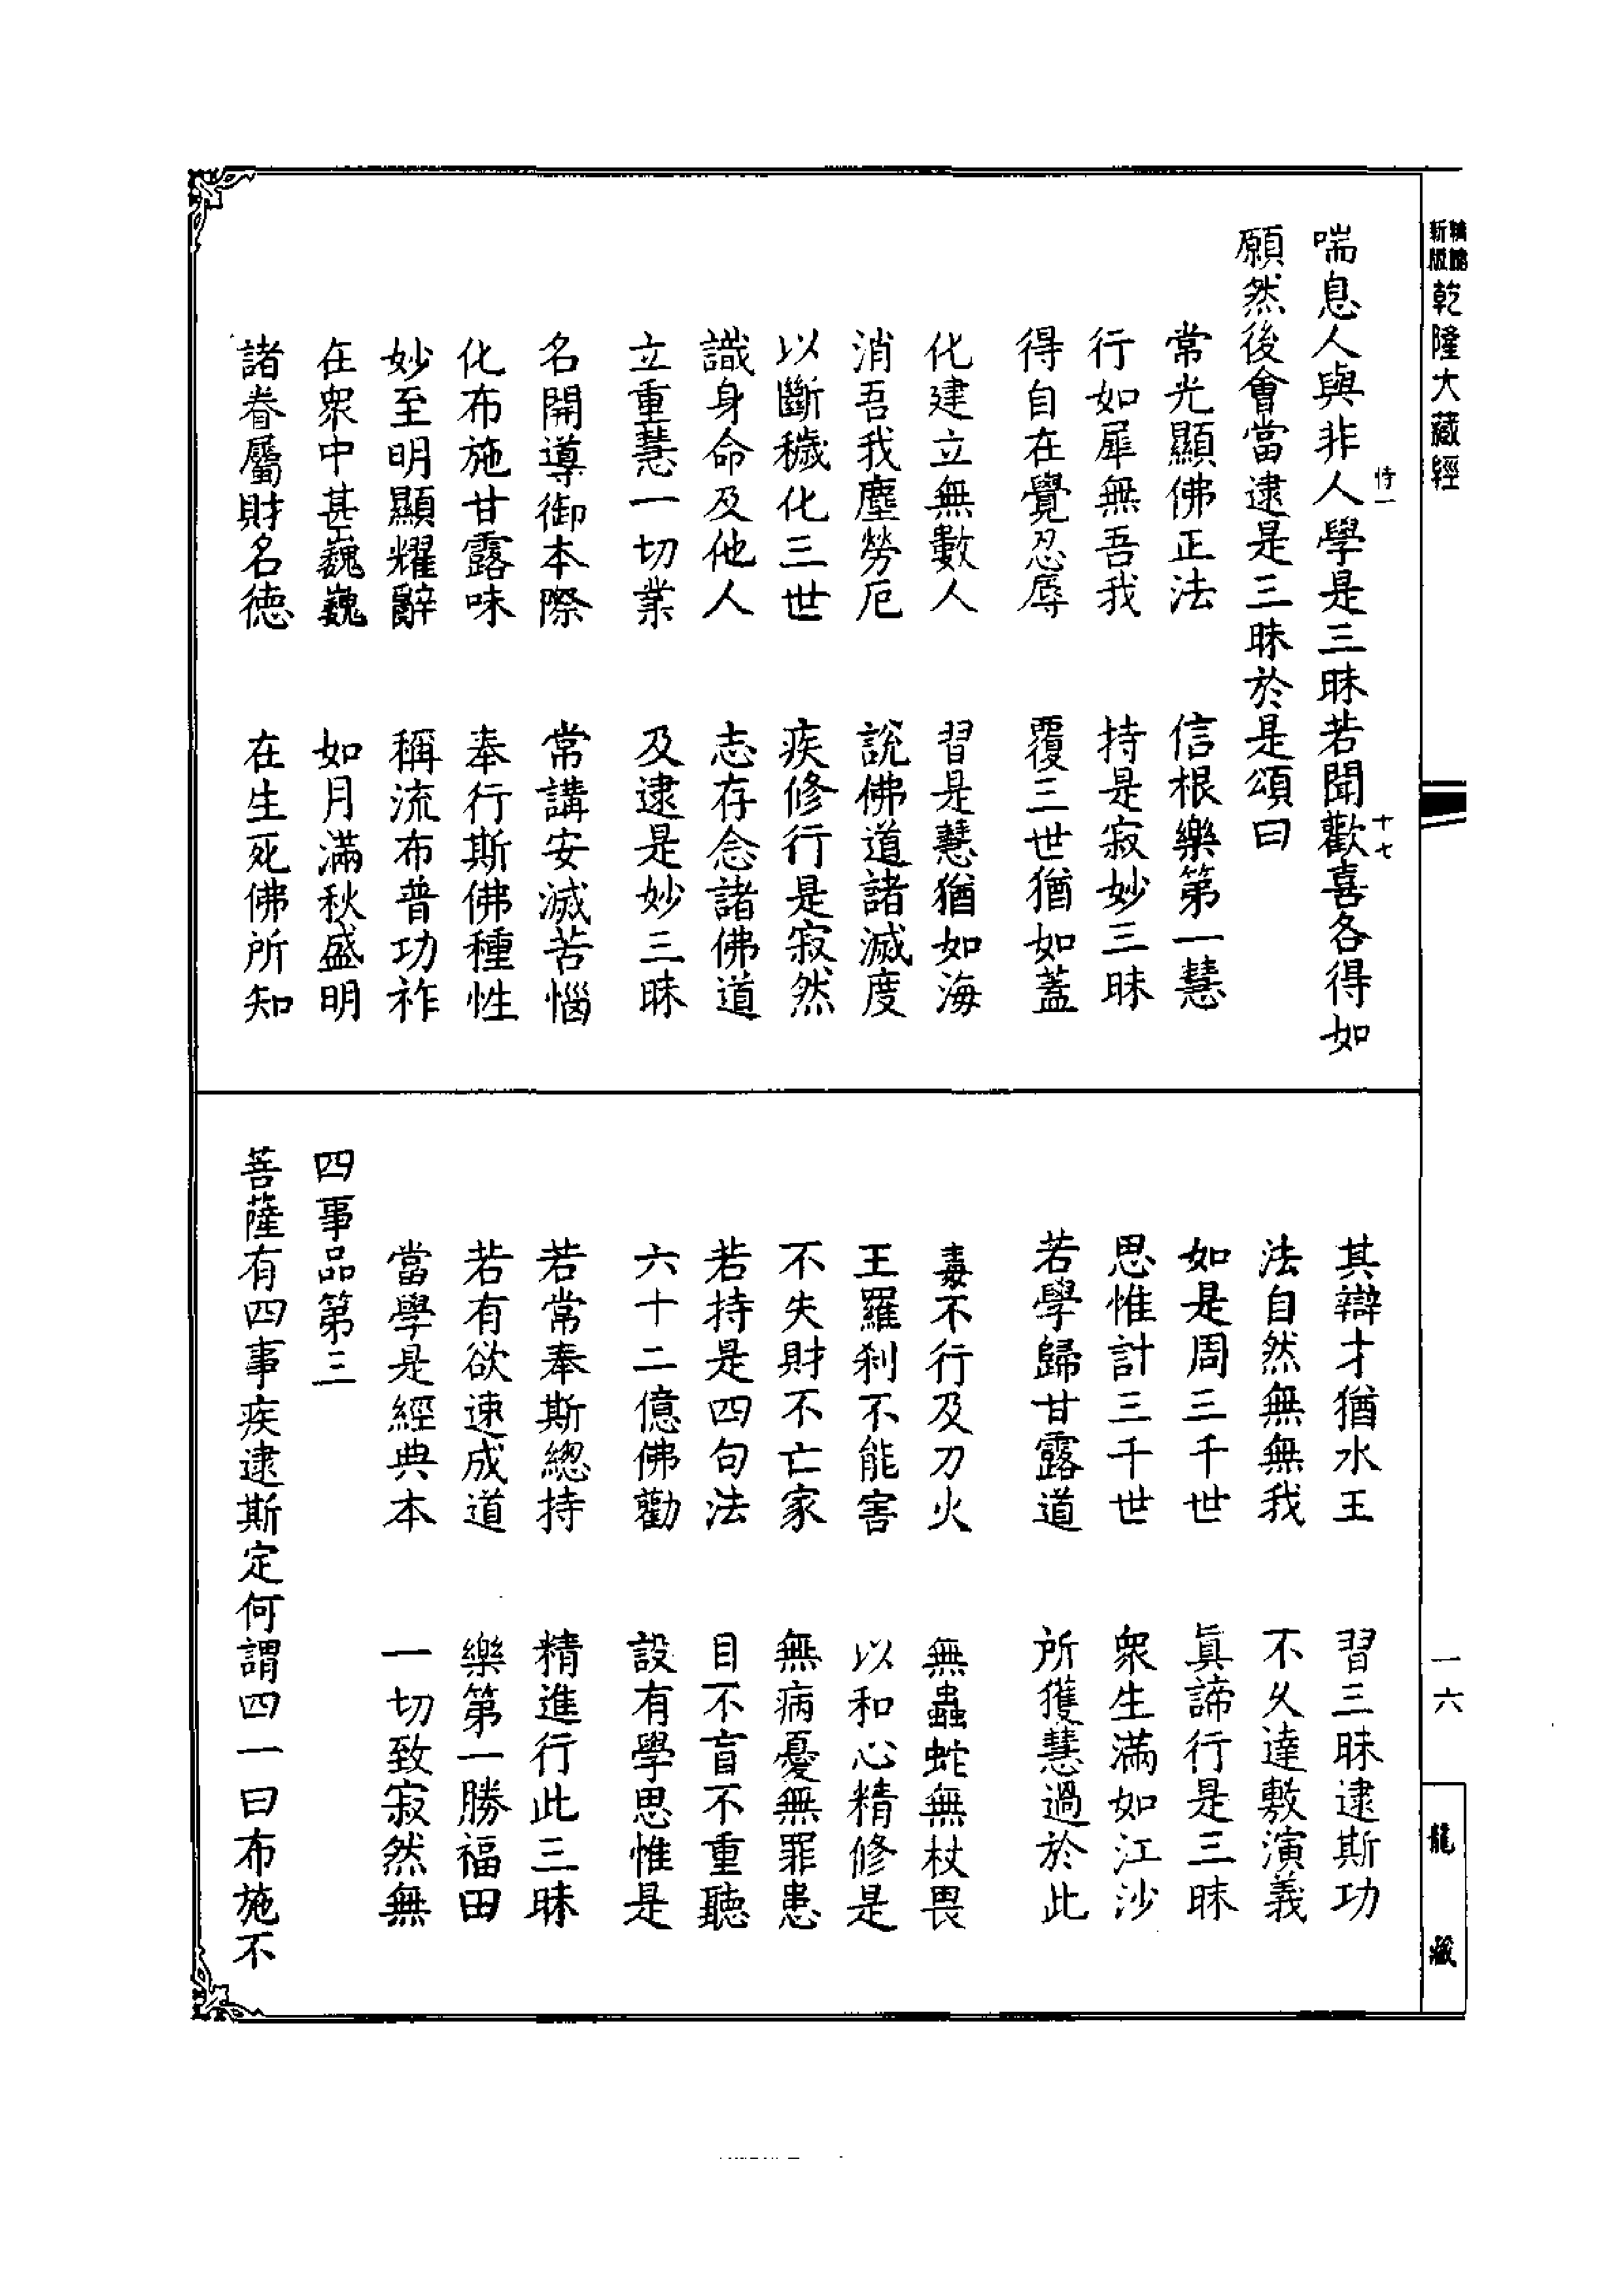 新版
乾隆大藏經
喘息人與非人學是三昧若聞歡喜各得如
願然後會當逮是三昧於是頌曰
常光顯佛正法 信根樂第一慧
行如犀無吾我 持是寂妙三昧
得自在覺忍辱 覆三世猶如蓋
化建立無數人 習是慧猶如海
消吾我塵勞厄 說佛道諸滅度
以斷穢化三世 疾修行是寂然
識身命及他人 志存念諸佛道
立重慧一切業 及逮是妙三昧
名開導御本際 常講安滅苦惱
化布施甘露味 奉行斯佛種性
妙至明顯耀辭 稱流布普功祚
在眾中甚巍巍 如月滿秋盛明
諸眷屬財名德 在生死佛所知
其辯才猶水王 習三昧逮斯功
法自然無無我 不久達敷演義
如是周三千世 真諦行是三昧
思惟計三千世 眾生滿如江沙
若學歸甘露道 所獲慧過於此
毒不行及刀火 無蟲蛇無杖畏
王羅剎不能害 以和心精修是
不失財不亡家 無病憂無罪患
若持是四句法 目不盲不重聽
六十二億佛勸 設有學思惟是
若常奉斯總持 精進行此三昧
若有欲速成道 樂第一勝福田
當學是經典本 一切致寂然無
四事品第三
菩薩有四事疾逮斯定何謂四一曰布施不
十七
一六
龍藏